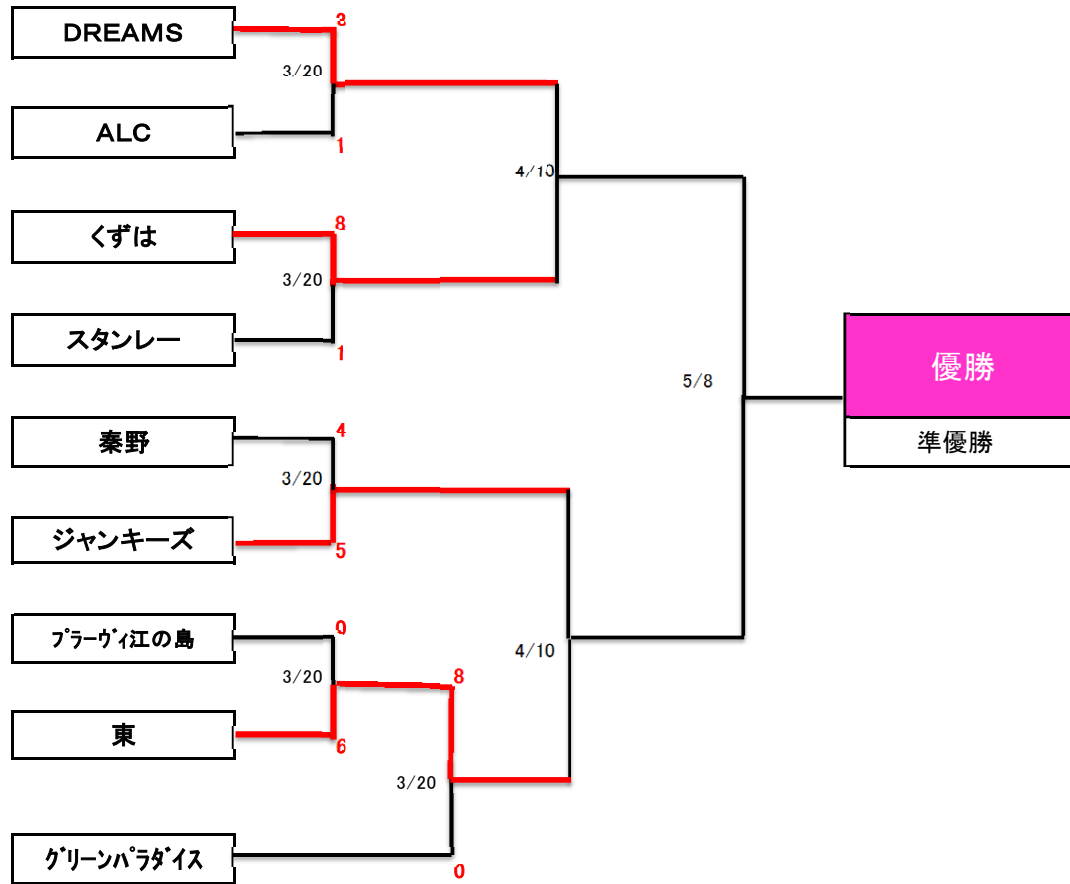 DREAMS
3
3/20
ALC
1
4/10
くずは
8
3/20
スタンレー
1
5/8
優勝
準優勝
秦野
4
3/20
ジャンキーズ
5
ﾌﾟﾗｰｳﾞｨ江の島
0
3/20
4/10
8
東
6
3/20
ｸﾞﾘｰﾝﾊﾟﾗﾀﾞｲｽ
0